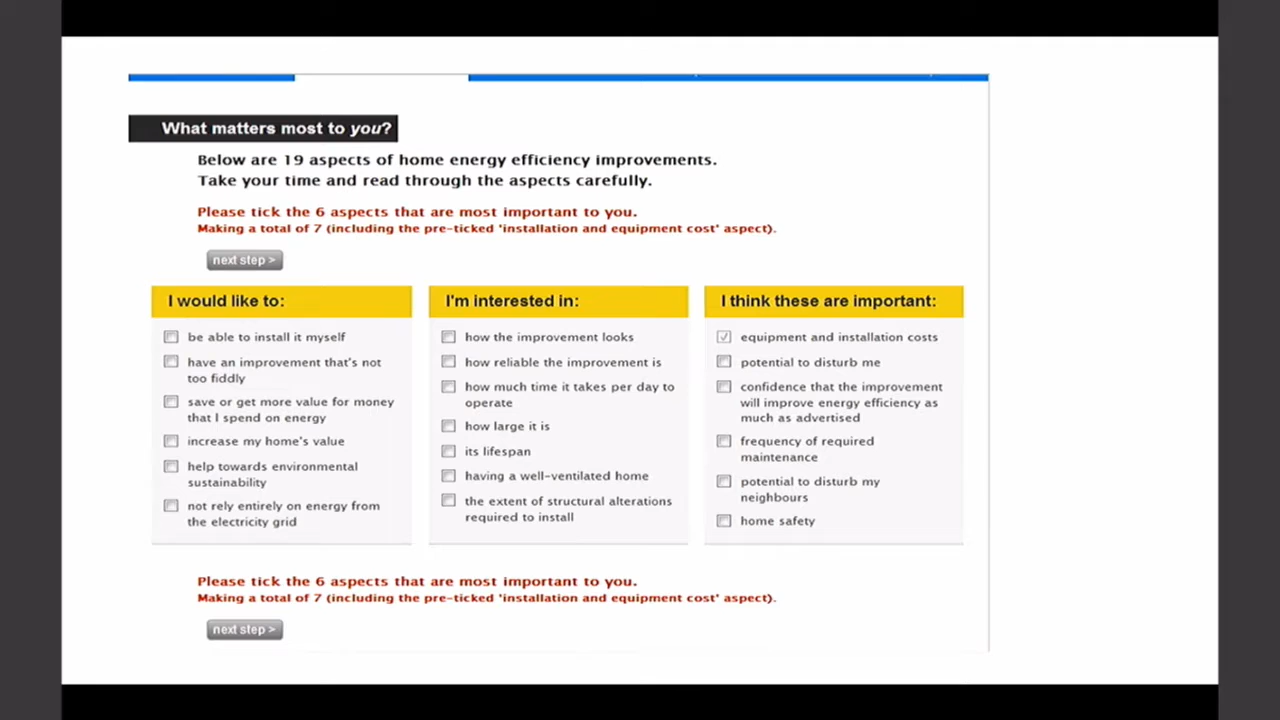 What matters most to you?
Below are 19 aspects of home energy efficiency improvements.
Take your time and read through the aspects carefully.
Please tick the 6 aspects that are most important to you.
Making a total of 7 (including the pre-ticked 'installation and equipment cost' aspect).
next step >
I would like to:
be able to install it myself
have an improvement that's not
too fiddly
save or get more value for money
that I spend on energy
increase my home's value
help towards environmental
sustainability
not rely entirely on energy from
the electricity grid
I'm interested in:
how the improvement looks
how reliable the improvement is
how much time it takes per day to
operate
how large it is
its lifespan
having a well-ventilated home
the extent of structural alterations
required to install
I think these are important:
equipment and installation costs
potential to disturb me
confidence that the improvement
will improve energy efficiency as
much as advertised
frequency of required
maintenance
potential to disturb my
neighbours
home safety
Please tick the 6 aspects that are most important to you.
Making a total of 7 (including the pre-ticked 'installation and equipment cost' aspect).
next step >